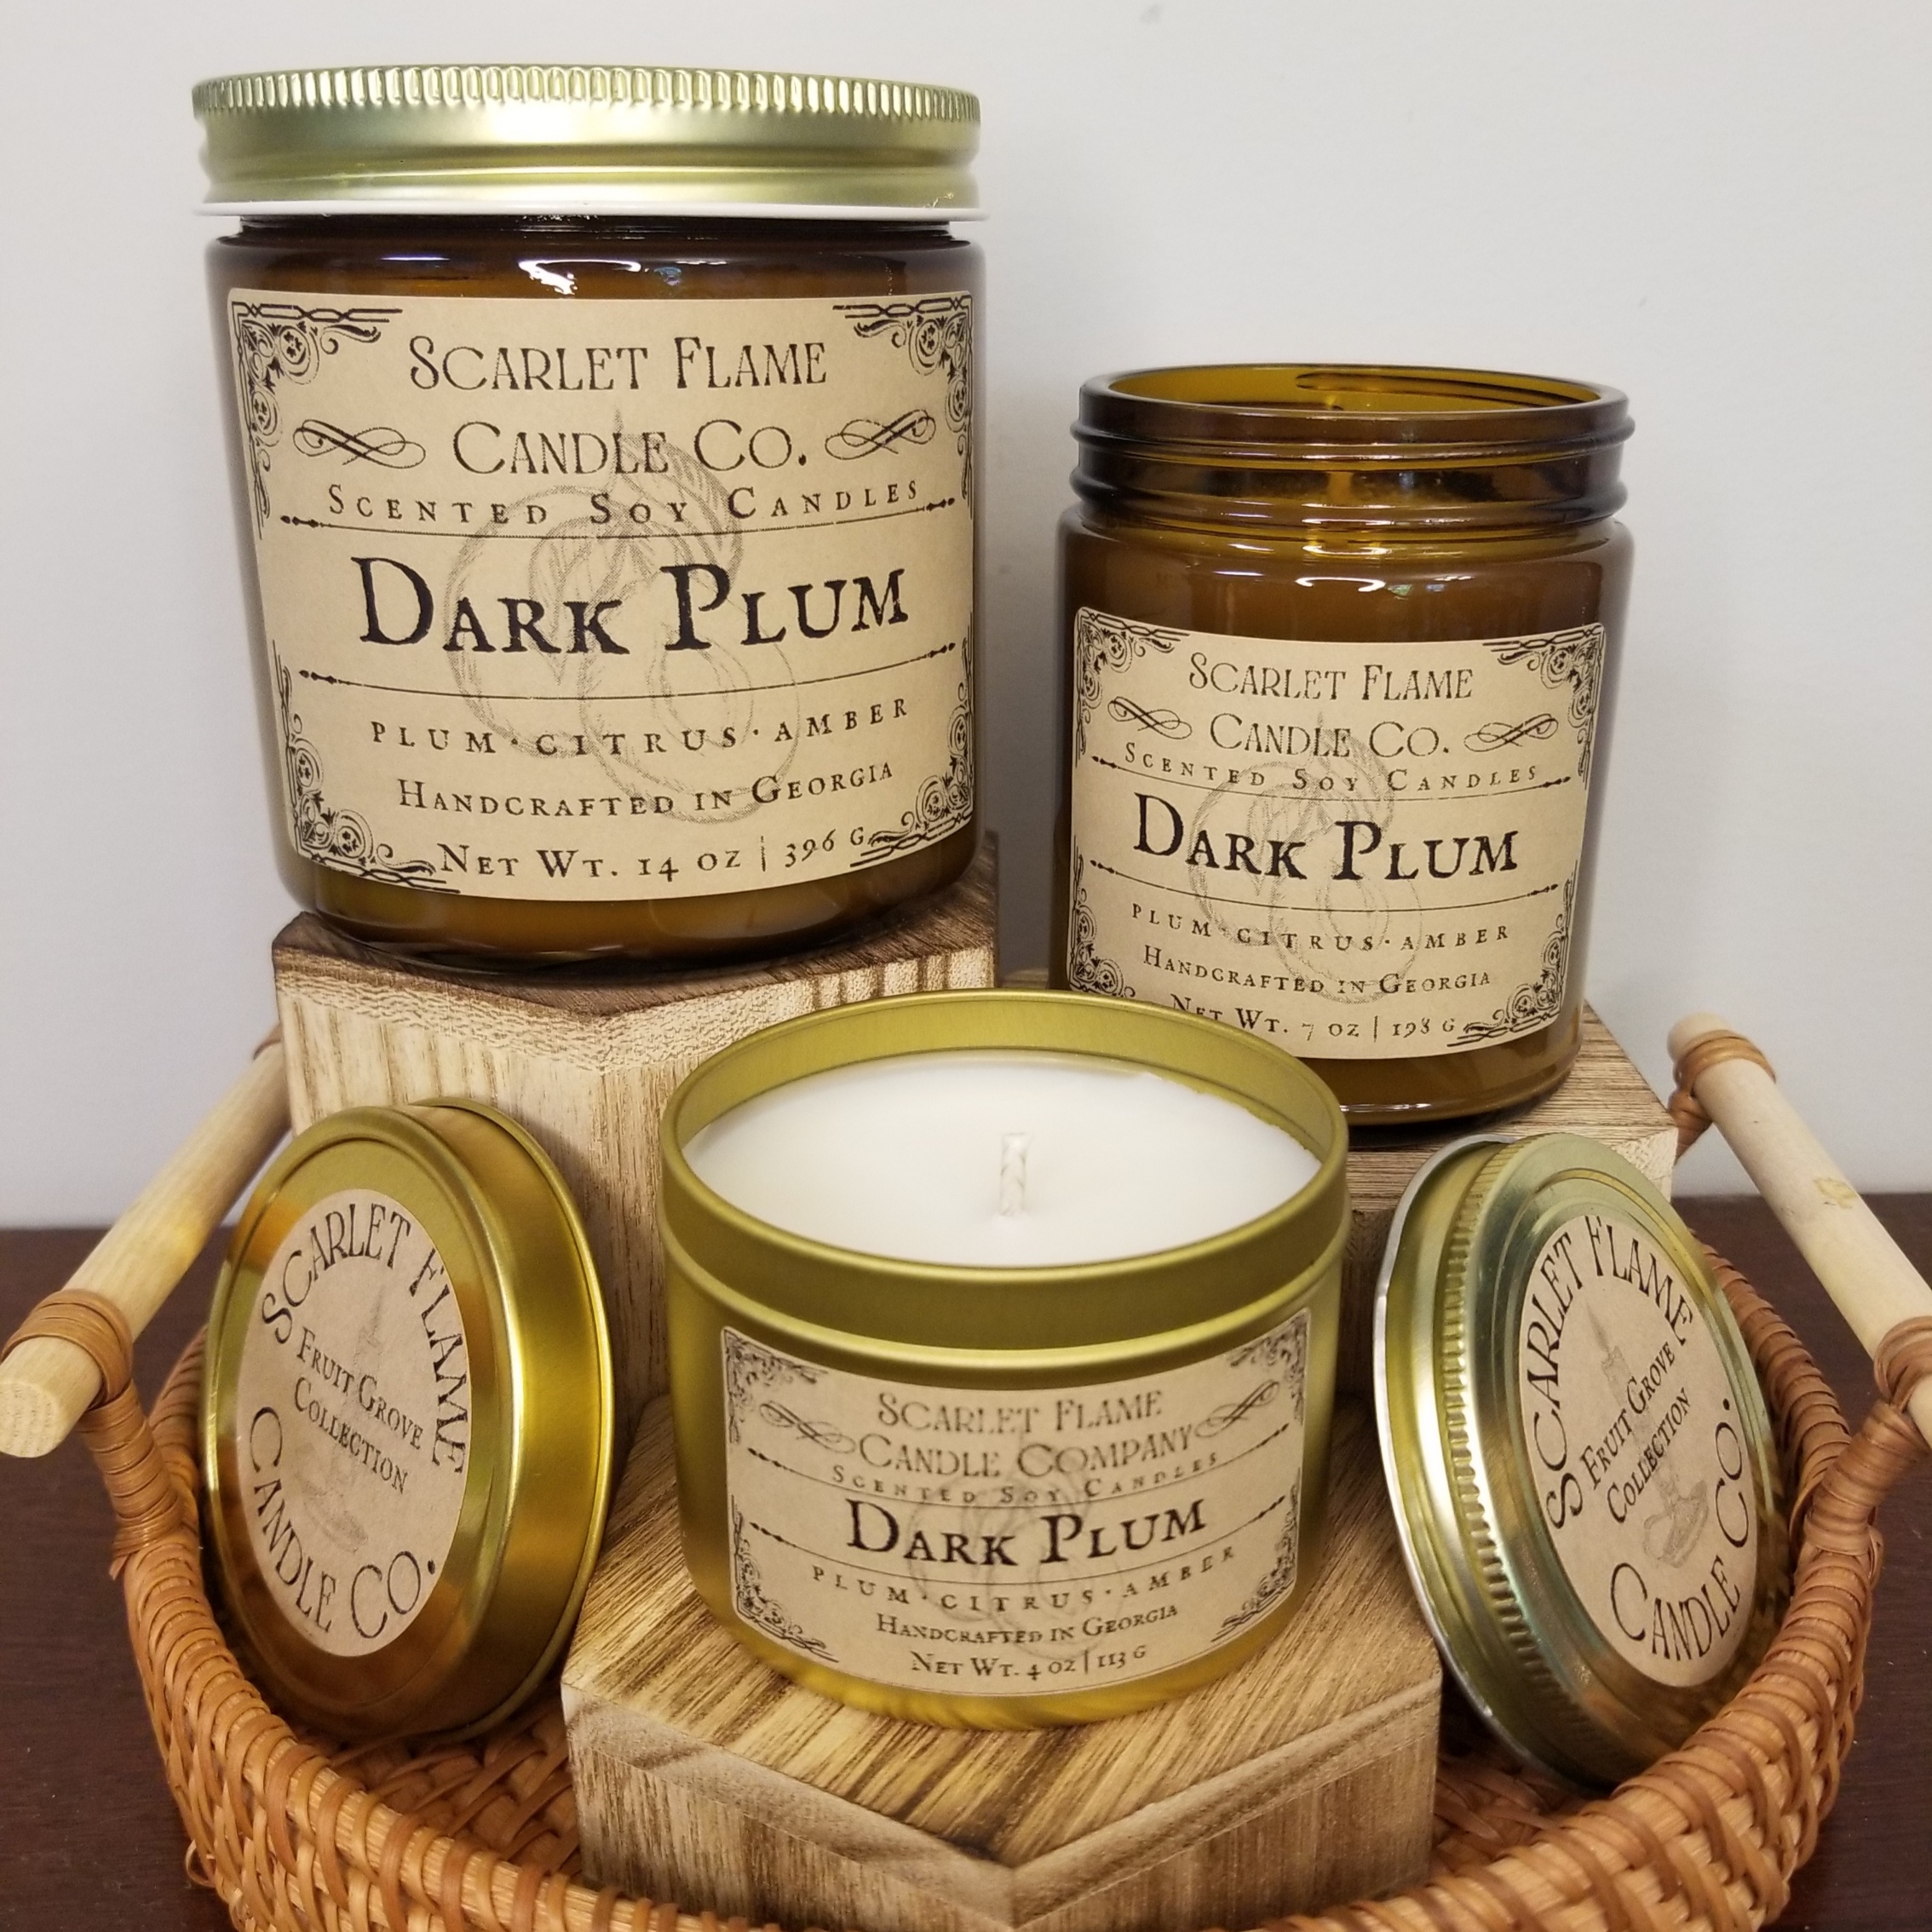 Scarlet Flame
Candle Co.
Scented Soy Candles
Dark Plum
PLUM · CITRUS · AMBER
Handcrafted in Georgia
Net Wt. 14 oz | 396 g
Scarlet Flame
Candle Co.
Scented Soy Candles
Dark Plum
PLUM · CITRUS · AMBER
Handcrafted in Georgia
Net Wt. 7 oz | 198 g
Scarlet Flame
Fruit Grove
Collection
Candle Co.
Scarlet Flame
Candle Company
Scented Soy Candles
Dark Plum
PLUM · CITRUS · AMBER
Handcrafted in Georgia
Net Wt. 4 oz | 113 g
Scarlet Flame
Fruit Grove
Collection
Candle Co.